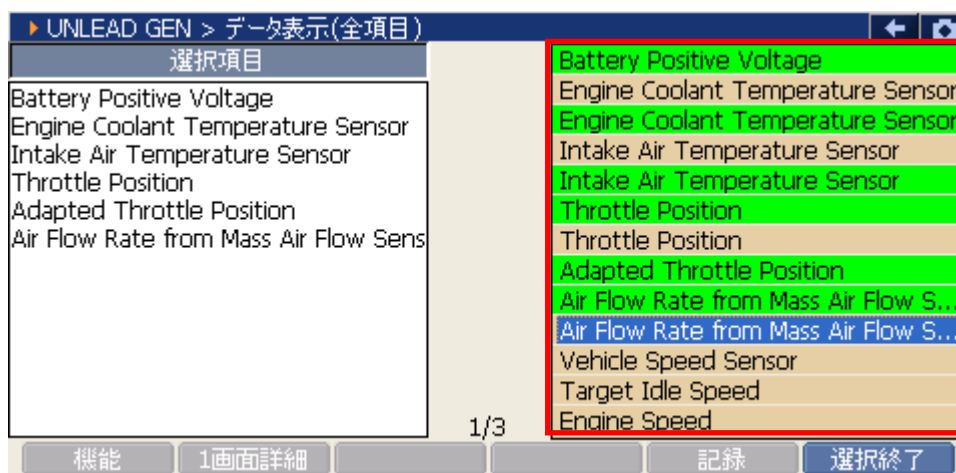 UNLEAD GEN > データ表示(全項目)
選択項目
Battery Positive Voltage
Engine Coolant Temperature Sensor
Intake Air Temperature Sensor
Throttle Position
Adapted Throttle Position
Air Flow Rate from Mass Air Flow Sens
Battery Positive Voltage
Engine Coolant Temperature Sensor
Engine Coolant Temperature Sensor
Intake Air Temperature Sensor
Intake Air Temperature Sensor
Throttle Position
Throttle Position
Adapted Throttle Position
Air Flow Rate from Mass Air Flow S...
Air Flow Rate from Mass Air Flow S...
Vehicle Speed Sensor
Target Idle Speed
Engine Speed
1/3
機能 1画面詳細 記録 選択終了